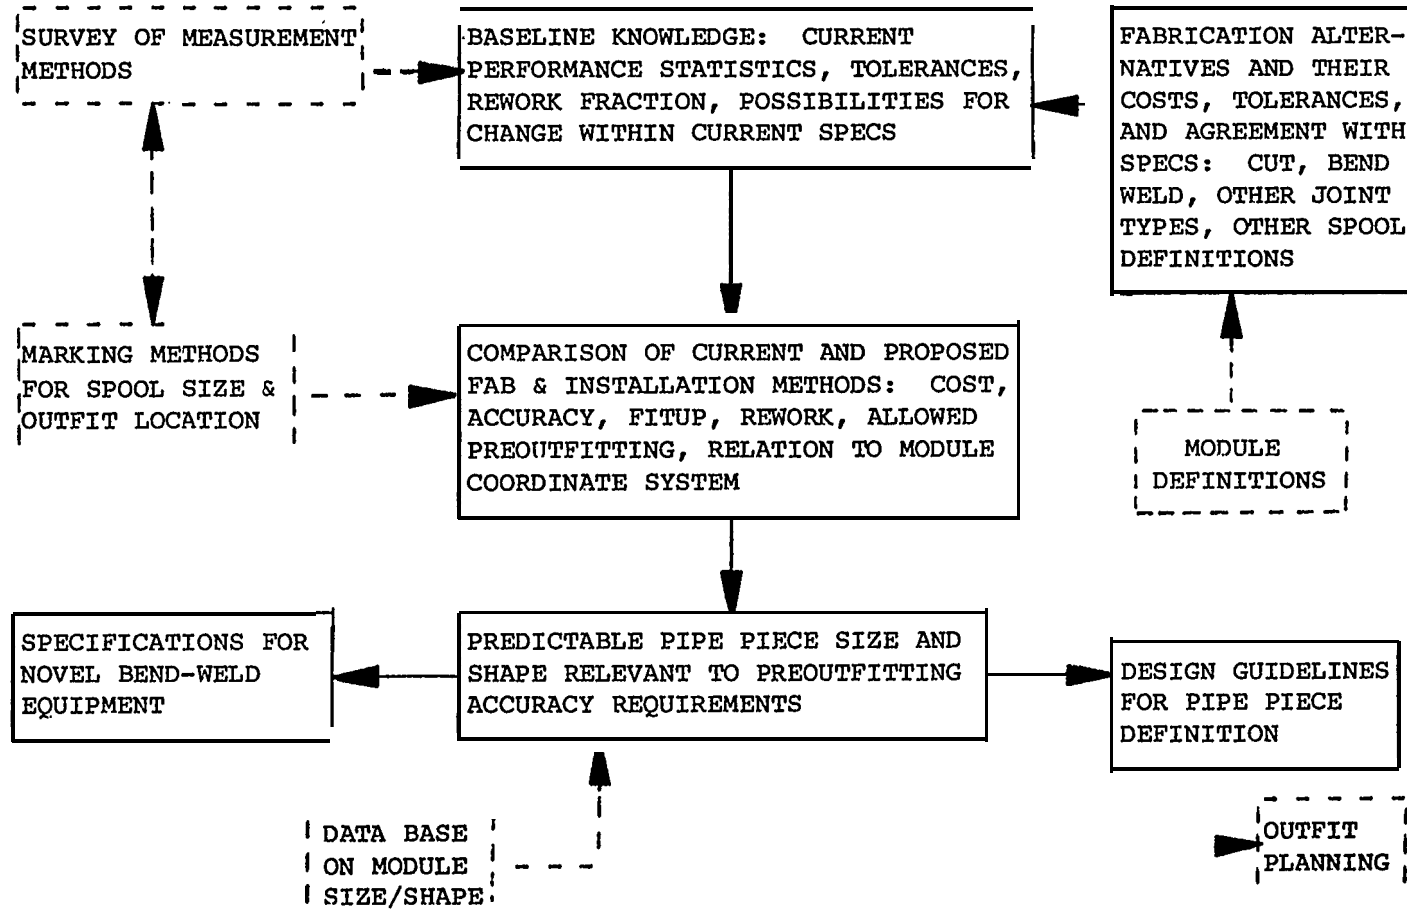 SURVEY OF MEASUREMENT
METHODS
BASELINE KNOWLEDGE: CURRENT
PERFORMANCE STATISTICS, TOLERANCES,
REWORK FRACTION, POSSIBILITIES FOR
CHANGE WITHIN CURRENT SPECS
FABRICATION ALTER-
NATIVES AND THEIR
COSTS, TOLERANCES,
AND AGREEMENT WITH
SPECS: CUT, BEND
WELD, OTHER JOINT
TYPES, OTHER SPOOL
DEFINITIONS
MARKING METHODS
FOR SPOOL SIZE &
OUTFIT LOCATION
COMPARISON OF CURRENT AND PROPOSED
FAB & INSTALLATION METHODS: COST,
ACCURACY, FITUP, REWORK, ALLOWED
PREOUTFITTING, RELATION TO MODULE
COORDINATE SYSTEM
MODULE
DEFINITIONS
SPECIFICATIONS FOR
NOVEL BEND-WELD
EQUIPMENT
PREDICTABLE PIPE PIECE SIZE AND
SHAPE RELEVANT TO PREOUTFITTING
ACCURACY REQUIREMENTS
DESIGN GUIDELINES
FOR PIPE PIECE
DEFINITION
DATA BASE
ON MODULE
SIZE/SHAPE
OUTFIT
PLANNING